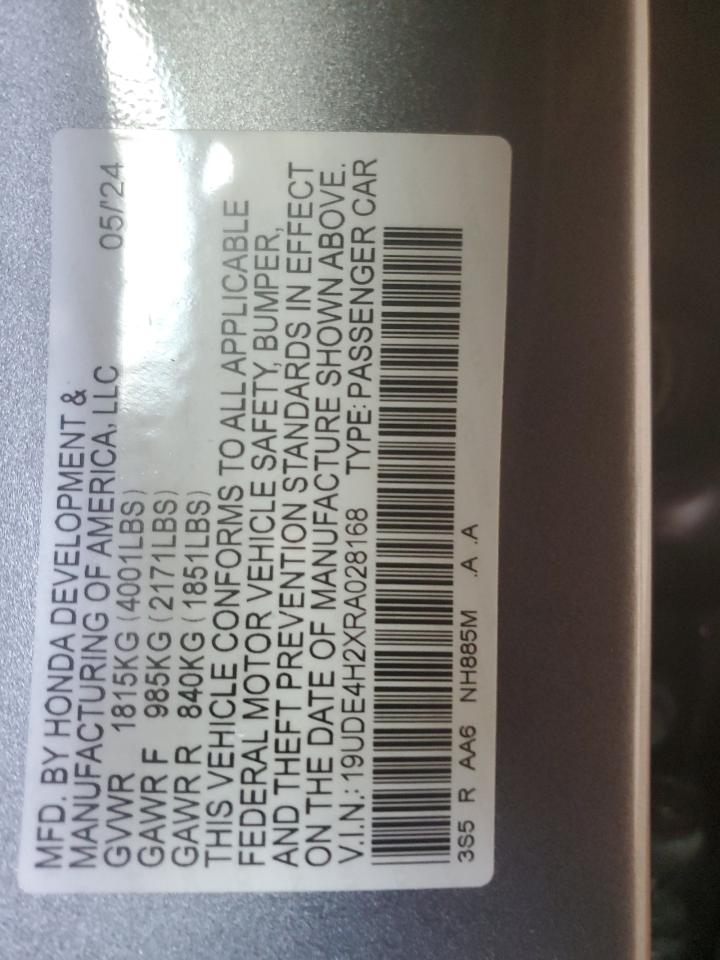 MFD. BY HONDA DEVELOPMENT &
MANUFACTURING OF AMERICA, LLC 05/'24
GVWR 1815KG (4001LBS)
GAWR F 985KG (2171LBS)
GAWR R 840KG (1851LBS)
THIS VEHICLE CONFORMS TO ALL APPLICABLE
FEDERAL MOTOR VEHICLE SAFETY, BUMPER,
AND THEFT PREVENTION STANDARDS IN EFFECT
ON THE DATE OF MANUFACTURE SHOWN ABOVE.
V.I.N.: 19UDE4H2XRA028168 TYPE: PASSENGER CAR
3S5 R AA6 NH885M .A .A